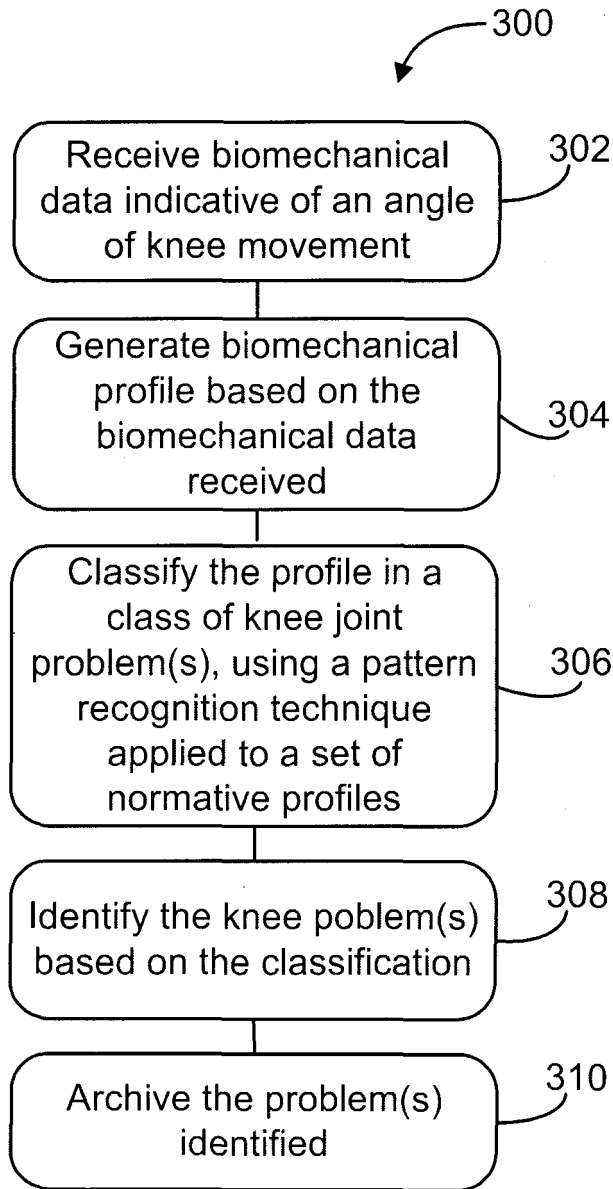 300
Receive biomechanical
data indicative of an angle
of knee movement
302
Generate biomechanical
profile based on the
biomechanical data
received
304
Classify the profile in a
class of knee joint
problem(s), using a pattern
recognition technique
applied to a set of
normative profiles
306
Identify the knee poblem(s)
based on the classification
308
Archive the problem(s)
identified
310